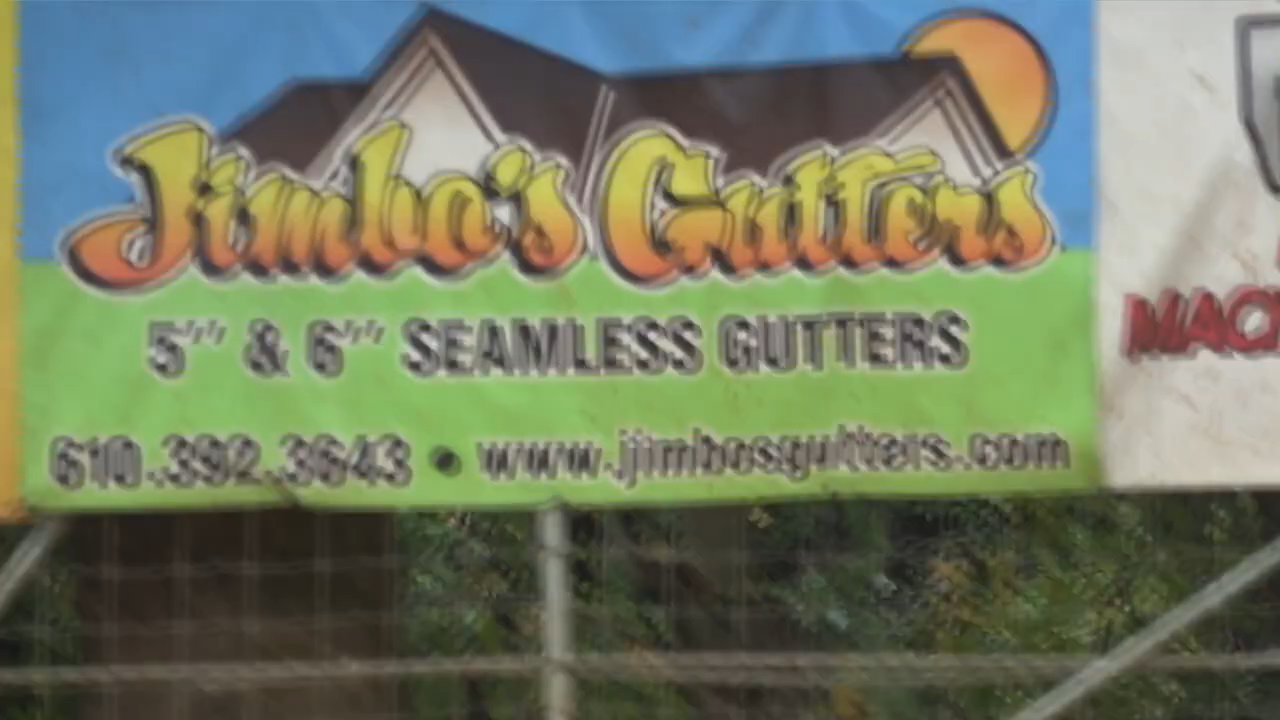 Jimbo's Gutters
5"" & 6"" SEAMLESS GUTTERS
610.392.3643 • www.jimbosgutters.com